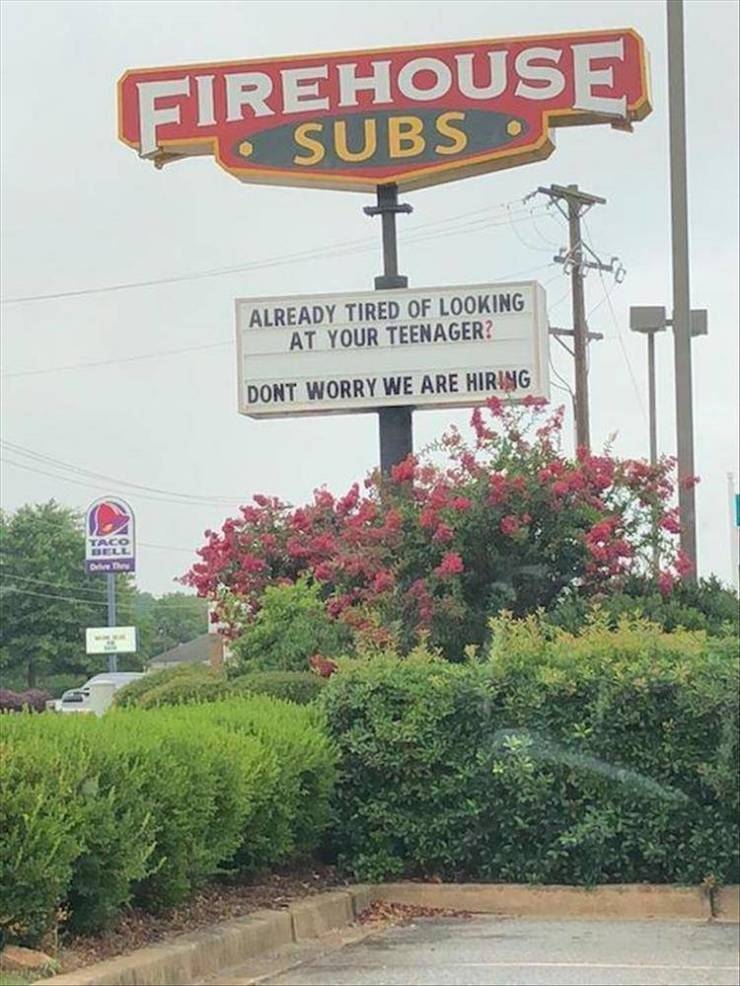 FIREHOUSE
SUBS
ALREADY TIRED OF LOOKING
AT YOUR TEENAGER?
DONT WORRY WE ARE HIRING
TACO
BELL
Drive Thru